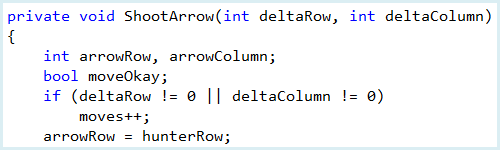 private void ShootArrow(int deltaRow, int deltaColumn)
{
    int arrowRow, arrowColumn;
    bool moveOkay;
    if (deltaRow != 0 || deltaColumn != 0)
        moves++;
    arrowRow = hunterRow;